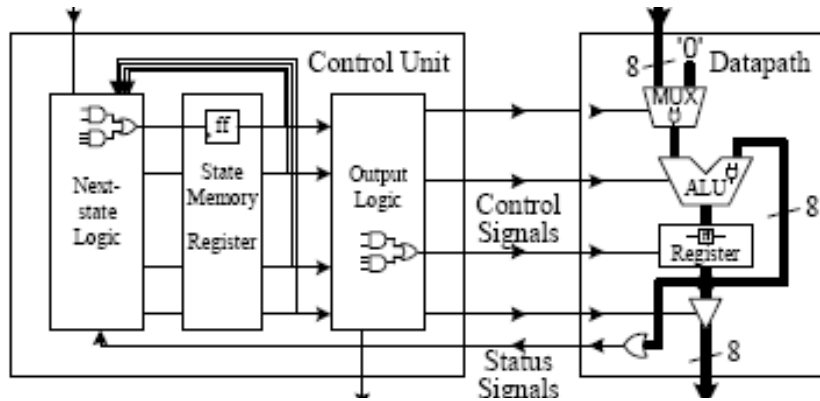 Control Unit
8
'0'
Datapath
MUX
ff
State
Memory
Register
Next-
state
Logic
Output
Logic
ALU
Control
Signals
8
ff
Register
Status
Signals
8